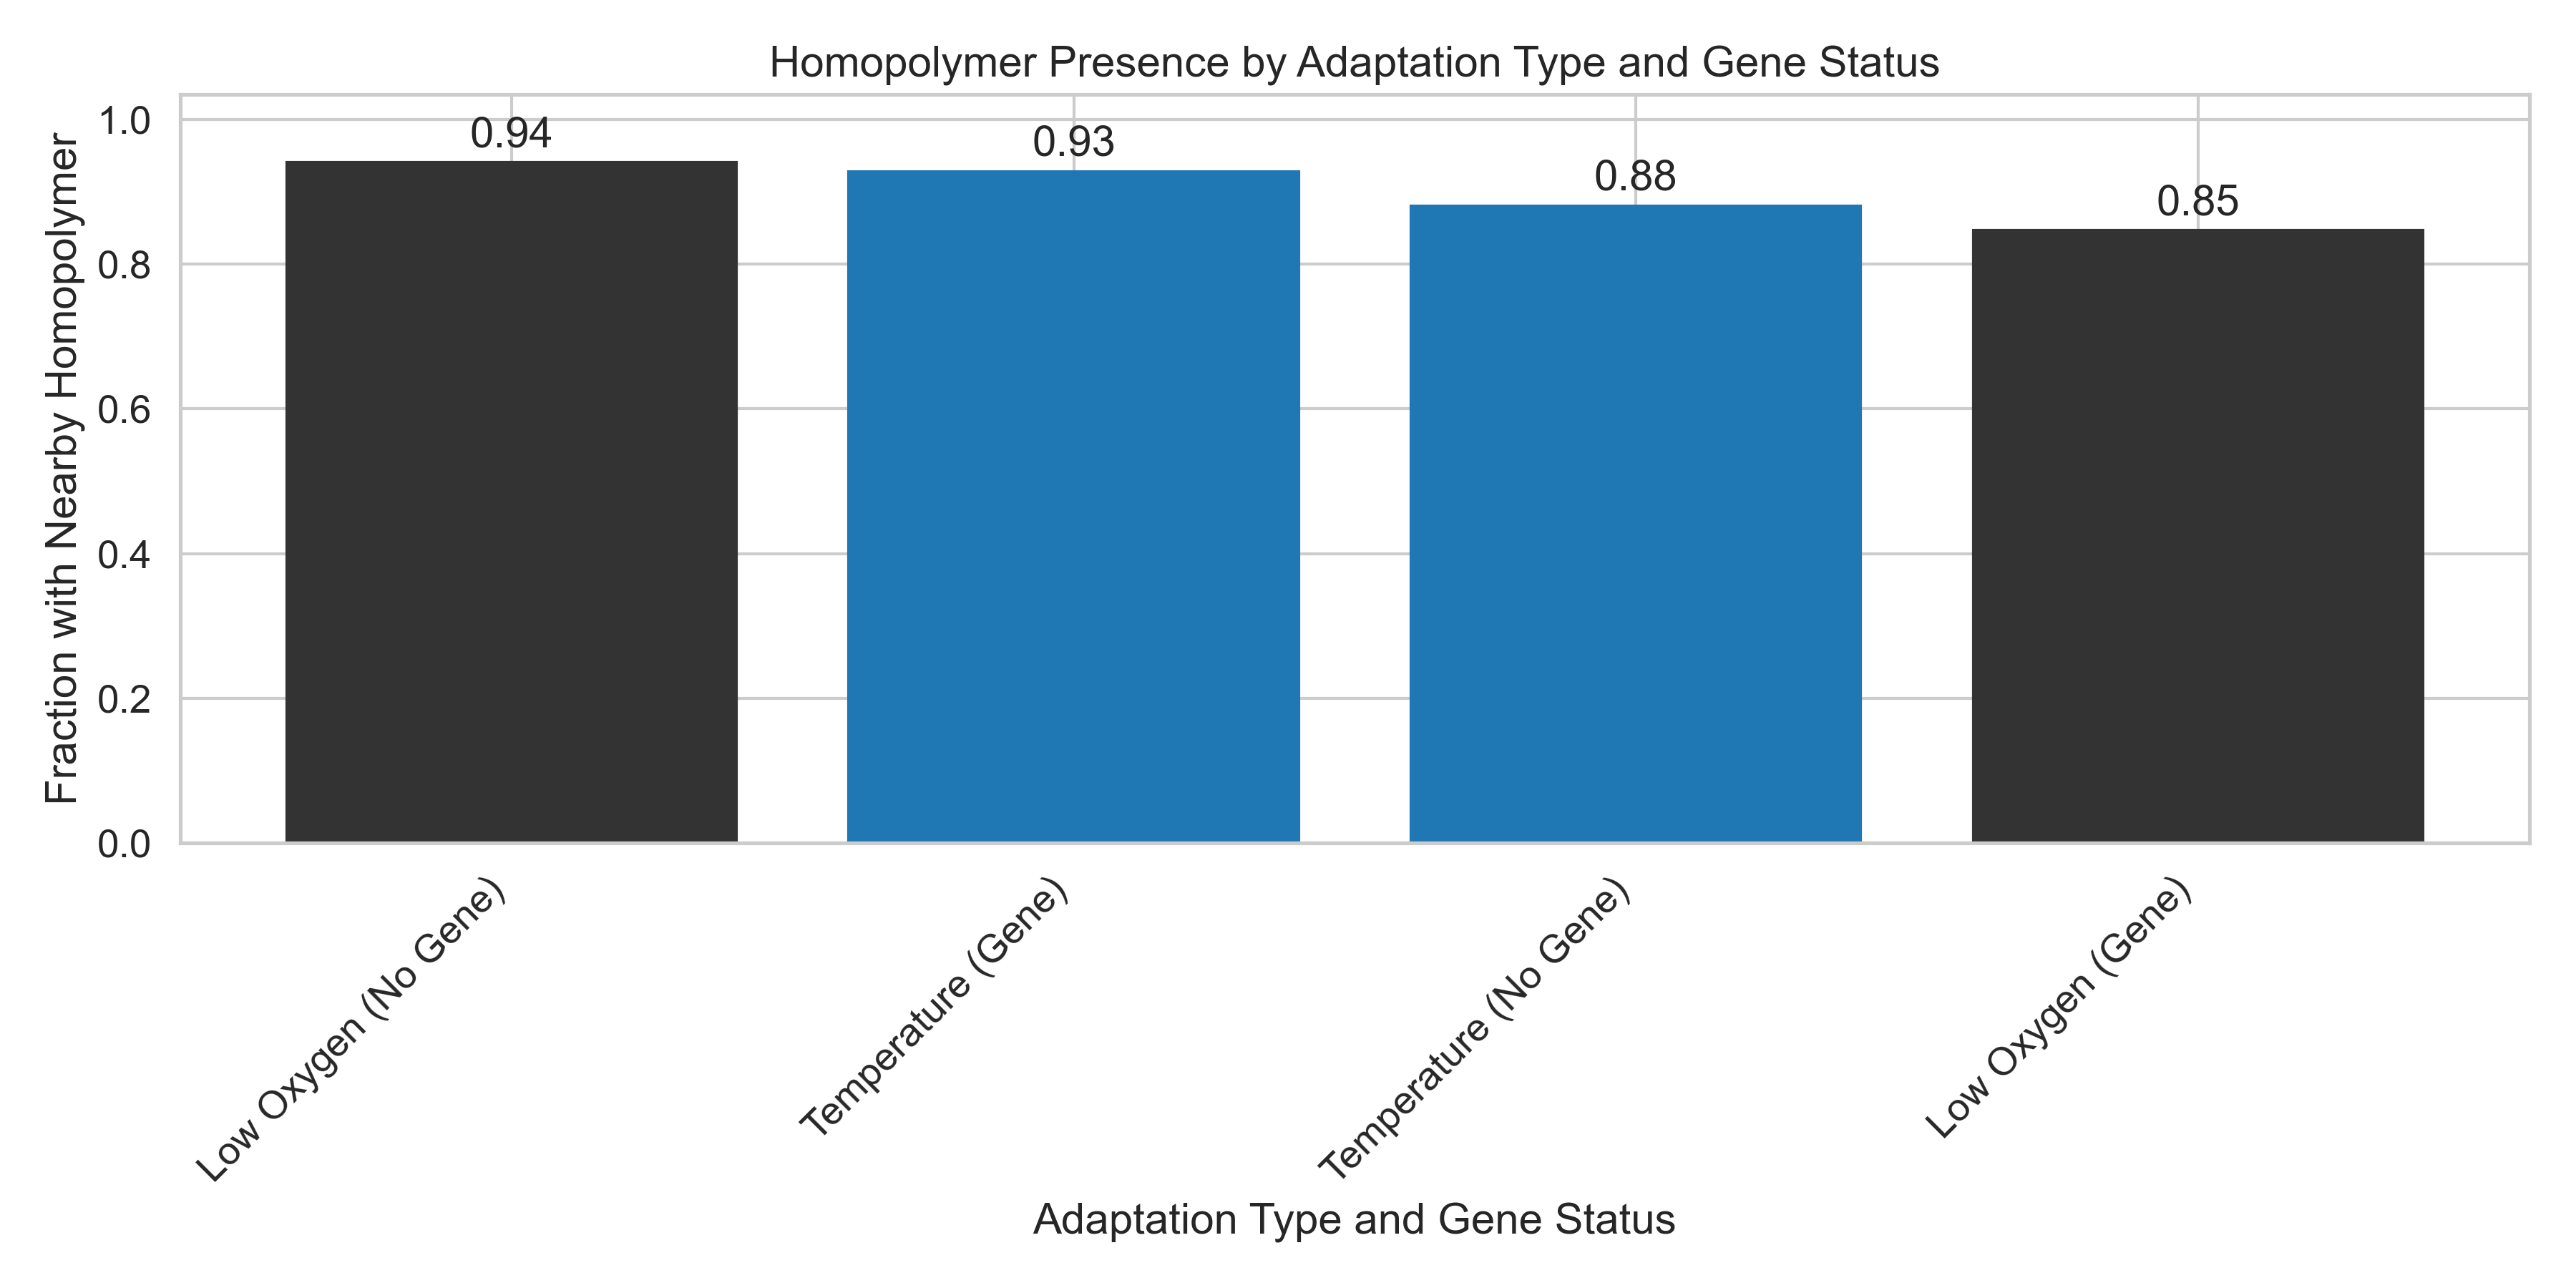 Homopolymer Presence by Adaptation Type and Gene Status
Fraction with Nearby Homopolymer
1.0
0.8
0.6
0.4
0.2
0.0
0.94
0.93
0.88
0.85
Low Oxygen (No Gene)
Temperature (Gene)
Temperature (No Gene)
Low Oxygen (Gene)
Adaptation Type and Gene Status